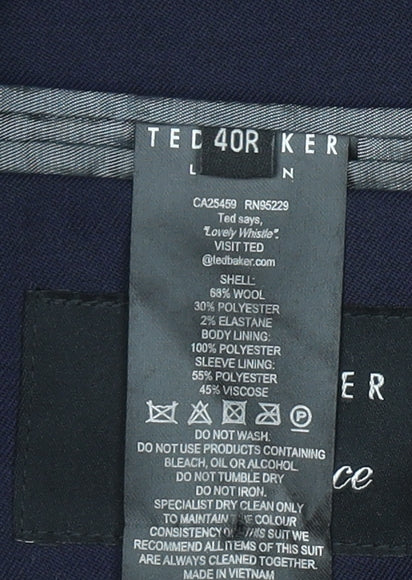 TED 40R KER
L N
CA25459 RN95229
Ted says,
"Lovely Whistle".
VISIT TED
@tedbaker.com
SHELL:
68% WOOL
30% POLYESTER
2% ELASTANE
BODY LINING:
100% POLYESTER
SLEEVE LINING:
55% POLYESTER
45% VISCOSE
P
DO NOT WASH.
DO NOT USE PRODUCTS CONTAINING
BLEACH, OIL OR ALCOHOL.
DO NOT TUMBLE DRY
DO NOT IRON.
SPECIALIST DRY CLEAN ONLY
TO MAINTAIN THE COLOUR
CONSISTENCY OF THIS SUIT WE
RECOMMEND ALL ITEMS OF THIS SUIT
ARE ALWAYS CLEANED TOGETHER.
MADE IN VIETNAM
ER
ce